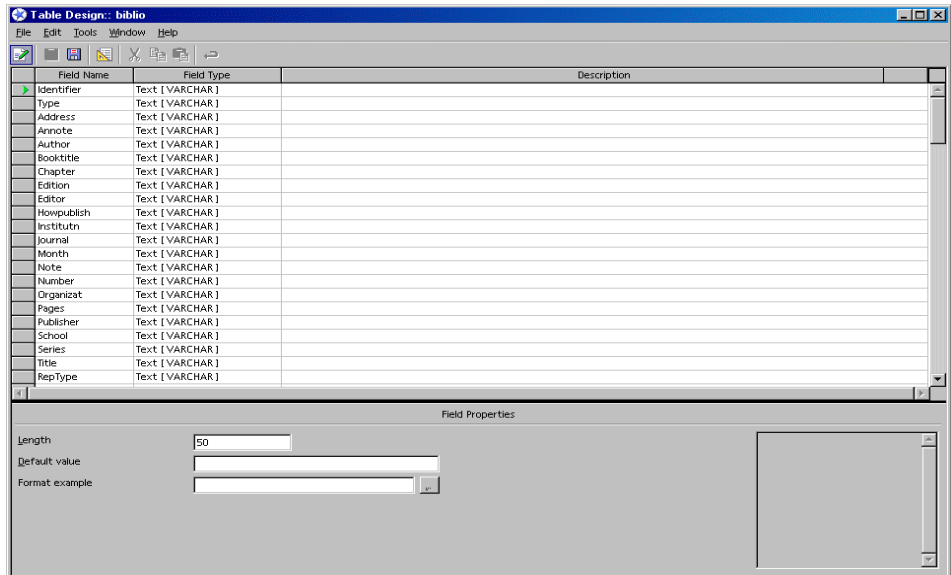 Table Design:: biblio
File Edit Tools Window Help
Field Name Field Type Description
Identifier Text [ VARCHAR ]
Type Text [ VARCHAR ]
Address Text [ VARCHAR ]
Annote Text [ VARCHAR ]
Author Text [ VARCHAR ]
Booktitle Text [ VARCHAR ]
Chapter Text [ VARCHAR ]
Edition Text [ VARCHAR ]
Editor Text [ VARCHAR ]
Howpublish Text [ VARCHAR ]
Institutn Text [ VARCHAR ]
Journal Text [ VARCHAR ]
Month Text [ VARCHAR ]
Note Text [ VARCHAR ]
Number Text [ VARCHAR ]
Organizat Text [ VARCHAR ]
Pages Text [ VARCHAR ]
Publisher Text [ VARCHAR ]
School Text [ VARCHAR ]
Series Text [ VARCHAR ]
Title Text [ VARCHAR ]
RepType Text [ VARCHAR ]
Field Properties
Length 50
Default value
Format example ...